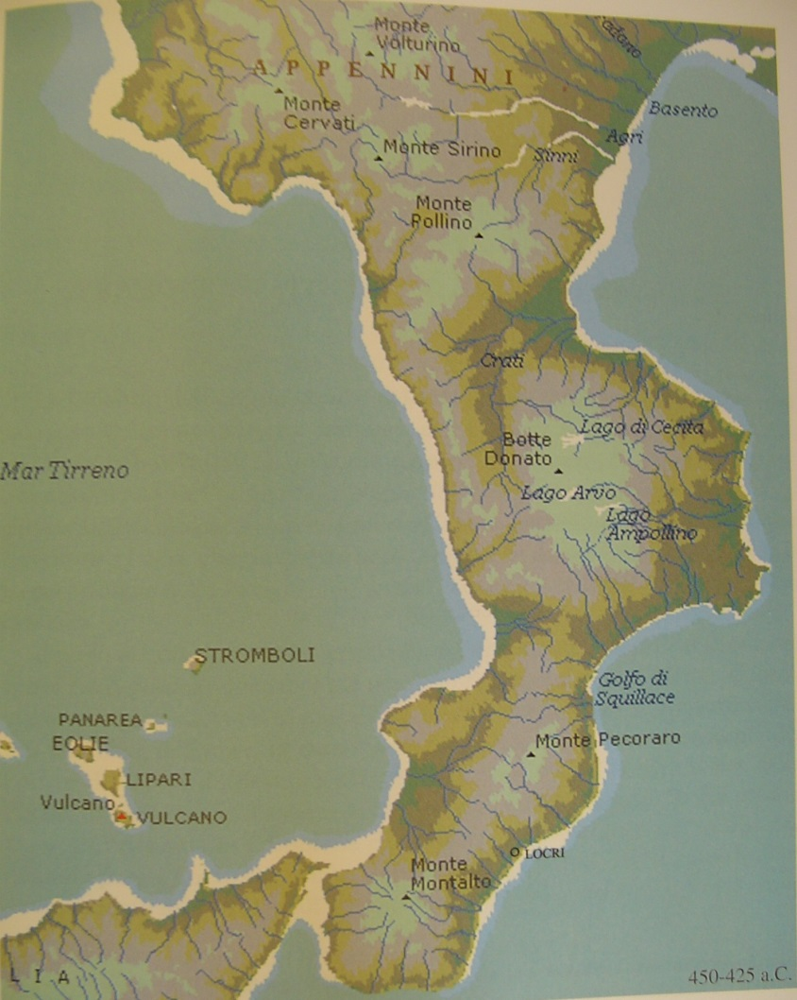 Monte
Volturino
APPENNINI
Monte
Cervati
Basento
Agri
Monte Sirino
Sinni
Monte
Pollino
Crati
Lago di Cecita
Botte
Donato
Lago Arvo
Lago
Ampollino
Mar Tirreno
STROMBOLI
Golfo di
Squillace
PANAREA
EOLIE
Monte Pecoraro
LIPARI
Vulcano
VULCANO
LOCRI
Monte
Montalto
L I A
450-425 a.C.